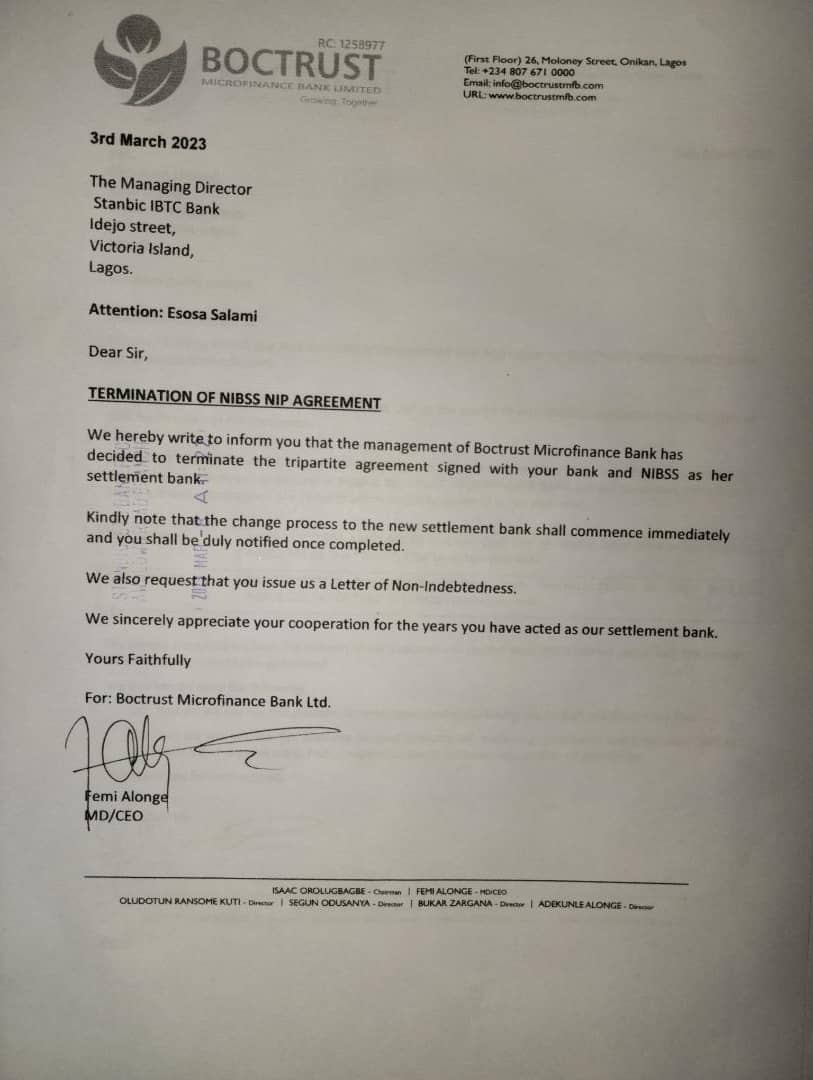 RC: 1258977
BOCTRUST
MICROFINANCE BANK LIMITED
Growing, Together
(First Floor) 26, Moloney Street, Onikan, Lagos
Tel: +234 807 671 0000
Email: info@boctrustmfb.com
URL: www.boctrustmfb.com
3rd March 2023
The Managing Director
Stanbic IBTC Bank
Idejo street,
Victoria Island,
Lagos.
Attention: Esosa Salami
Dear Sir,
TERMINATION OF NIBSS NIP AGREEMENT
We hereby write to inform you that the management of Boctrust Microfinance Bank has
decided to terminate the tripartite agreement signed with your bank and NIBSS as her
settlement bank.
Kindly note that the change process to the new settlement bank shall commence immediately
and you shall be duly notified once completed.
We also request that you issue us a Letter of Non-Indebtedness.
We sincerely appreciate your cooperation for the years you have acted as our settlement bank.
Yours Faithfully
For: Boctrust Microfinance Bank Ltd.
Femi Alonge
MD/CEO
ISAAC OROLUGBAGBE - Chairman | FEMI ALONGE - MD/CEO
OLUDOTUN RANSOME KUTI - Director | SEGUN ODUSANYA - Director | BUKAR ZARGANA - Director | ADEKUNLE ALONGE - Director